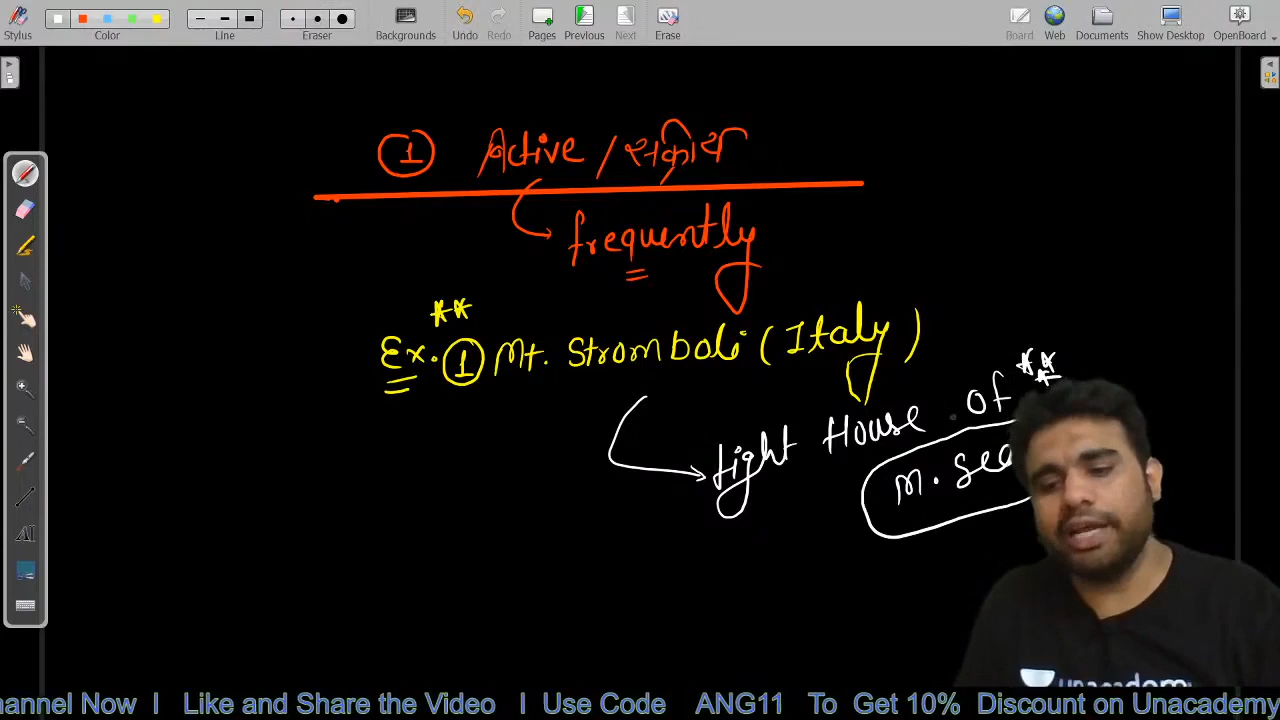 Stylus Color Line Eraser Backgrounds Undo Redo Pages Previous Next Erase Board Web Documents Show Desktop OpenBoard
① Active / सक्रीय
frequently
Ex. ① Mt. Stromboli (Italy)
Light House of
M. Sea
unacademy
hannel Now I Like and Share the Video I Use Code ANG11 To Get 10% Discount on Unacademy